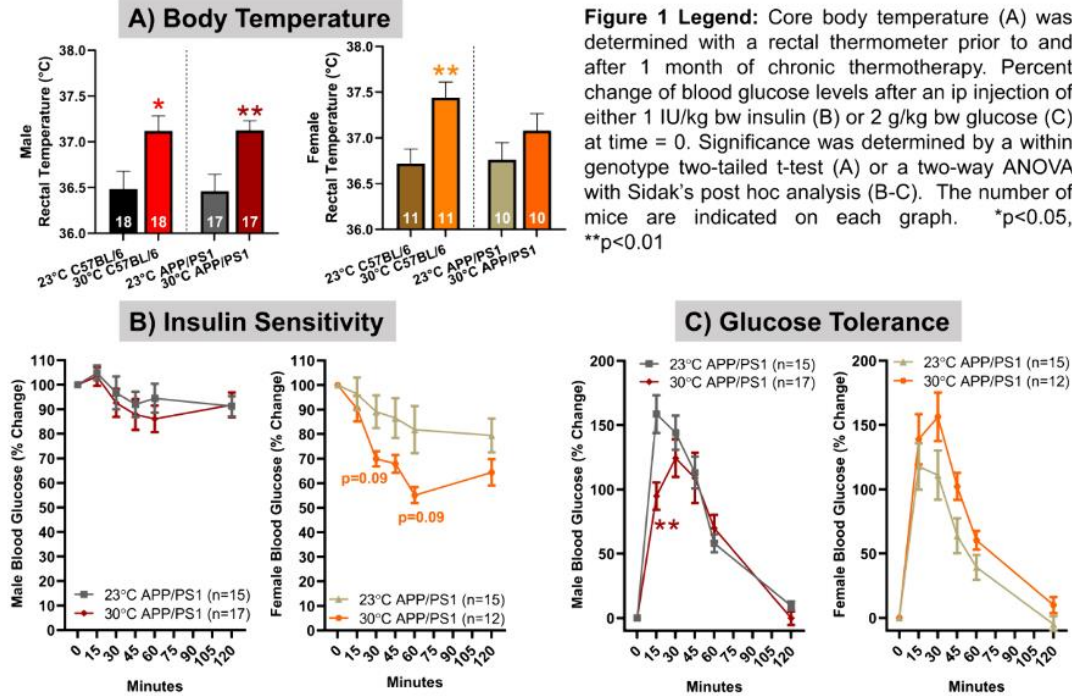 A) Body Temperature
Male
Rectal Temperature (°C)
38.0
37.5
37.0
36.5
36.0
*
**
18
18
17
17
23°C C57BL/6
30°C C57BL/6
23°C APP/PS1
30°C APP/PS1
Female
Rectal Temperature (°C)
38.0
37.5
37.0
36.5
36.0
**
11
11
10
10
23°C C57BL/6
30°C C57BL/6
23°C APP/PS1
30°C APP/PS1
Figure 1 Legend: Core body temperature (A) was
determined with a rectal thermometer prior to and
after 1 month of chronic thermotherapy. Percent
change of blood glucose levels after an ip injection of
either 1 IU/kg bw insulin (B) or 2 g/kg bw glucose (C)
at time = 0. Significance was determined by a within
genotype two-tailed t-test (A) or a two-way ANOVA
with Sidak's post hoc analysis (B-C). The number of
mice are indicated on each graph. *p<0.05,
**p<0.01
B) Insulin Sensitivity
Male Blood Glucose (% Change)
110
100
90
80
70
60
50
40
30
20
10
0
23°C APP/PS1 (n=15)
30°C APP/PS1 (n=17)
0 15 30 45 60 75 90 105 120
Minutes
Female Blood Glucose (% Change)
110
100
90
80
70
60
50
40
30
20
10
0
p=0.09
p=0.09
23°C APP/PS1 (n=15)
30°C APP/PS1 (n=12)
0 15 30 45 60 75 90 105 120
Minutes
C) Glucose Tolerance
Male Blood Glucose (% Change)
200
150
100
50
0
23°C APP/PS1 (n=15)
30°C APP/PS1 (n=17)
**
0 15 30 45 60 75 90 105 120
Minutes
Female Blood Glucose (% Change)
200
150
100
50
0
23°C APP/PS1 (n=15)
30°C APP/PS1 (n=12)
0 15 30 45 60 75 90 105 120
Minutes